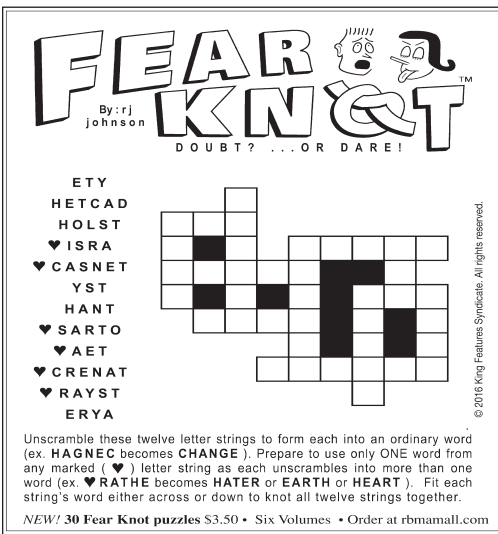 FEAR
KNOT™
By: rj
johnson
DOUBT? ...OR DARE!
ETY
HETCAD
HOLST
♥ ISRA
♥ CASNET
YST
HANT
♥ SARTO
♥ AET
♥ CRENAT
♥ RAYST
ERYA
© 2016 King Features Syndicate. All rights reserved.
Unscramble these twelve letter strings to form each into an ordinary word
(ex. HAGNEC becomes CHANGE ). Prepare to use only ONE word from
any marked ( ♥ ) letter string as each unscrambles into more than one
word (ex. ♥ RATHE becomes HATER or EARTH or HEART ). Fit each
string's word either across or down to knot all twelve strings together.
NEW! 30 Fear Knot puzzles $3.50 • Six Volumes • Order at rbmamall.com